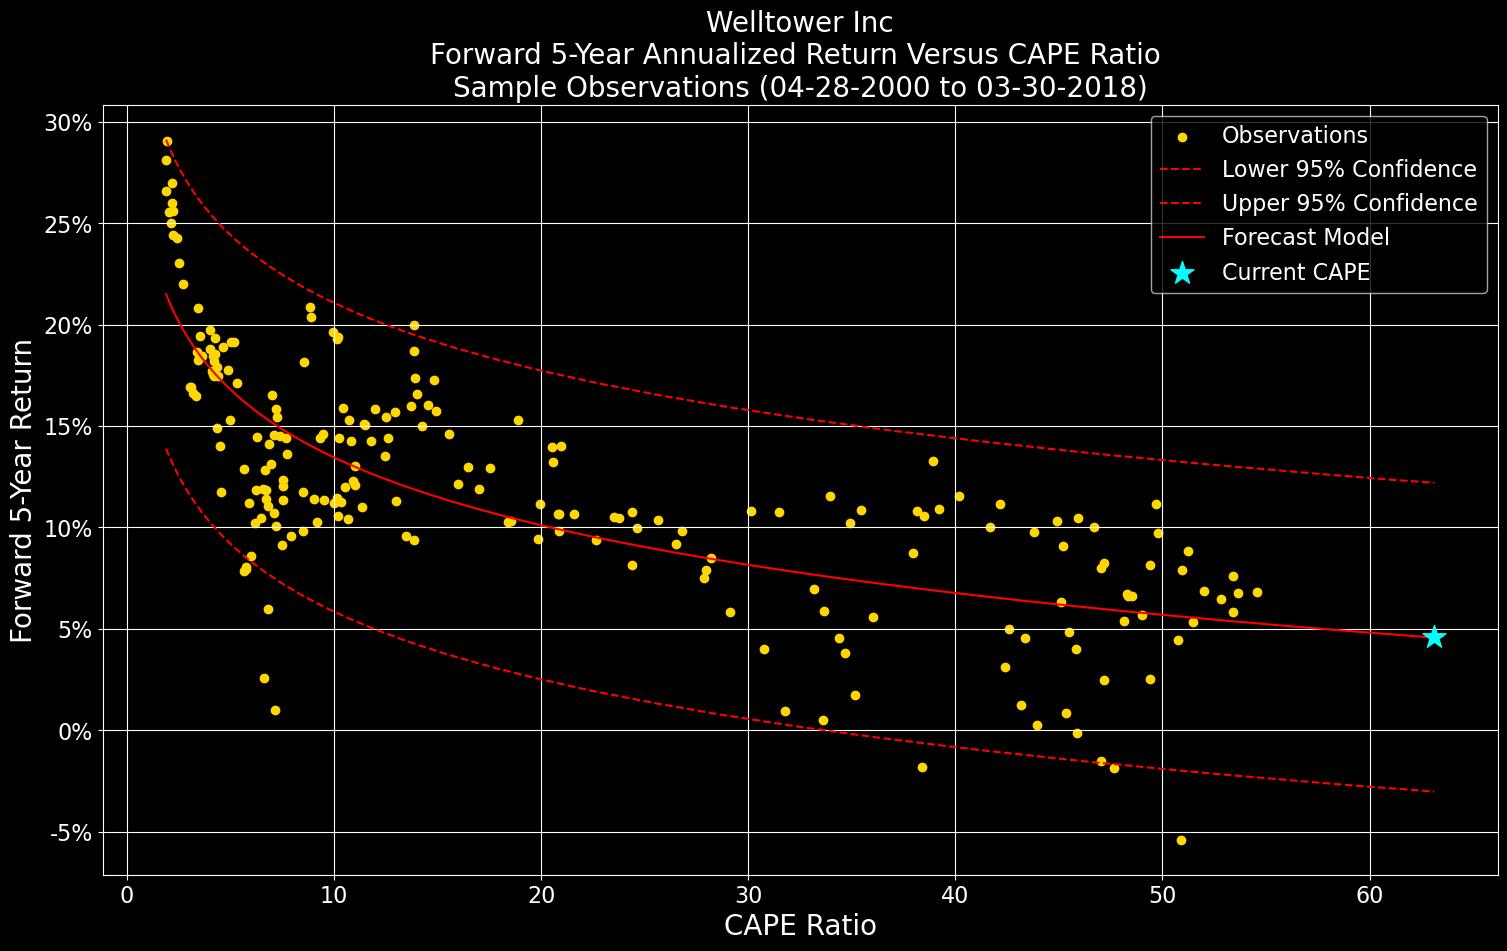 Welltower Inc
Forward 5-Year Annualized Return Versus CAPE Ratio
Sample Observations (04-28-2000 to 03-30-2018)
Observations
Lower 95% Confidence
Upper 95% Confidence
Forecast Model
Current CAPE
Forward 5-Year Return
30%
25%
20%
15%
10%
5%
0%
-5%
0 10 20 30 40 50 60
CAPE Ratio